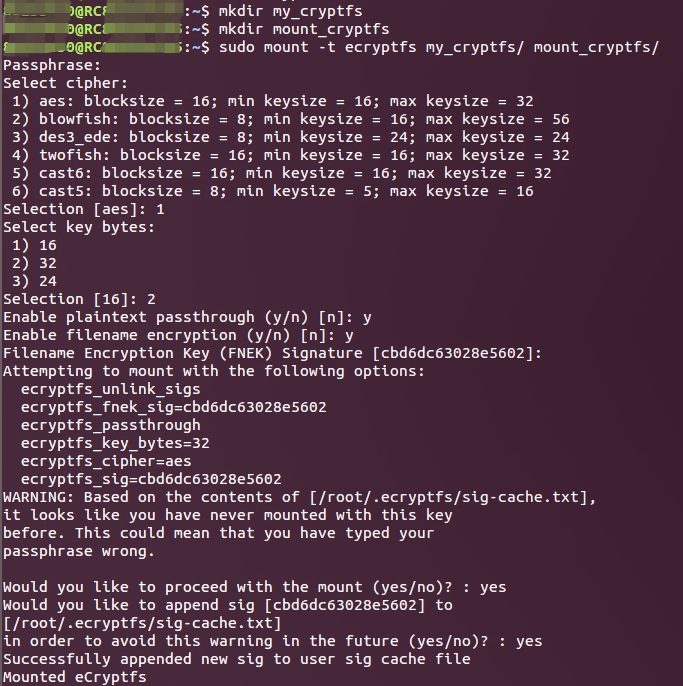 0@RC :~$ mkdir my_cryptfs
0@RC :~$ mkdir mount_cryptfs
0@RC8 :~$ sudo mount -t ecryptfs my_cryptfs/ mount_cryptfs/
Passphrase:
Select cipher:
1) aes: blocksize = 16; min keysize = 16; max keysize = 32
2) blowfish: blocksize = 8; min keysize = 16; max keysize = 56
3) des3_ede: blocksize = 8; min keysize = 24; max keysize = 24
4) twofish: blocksize = 16; min keysize = 16; max keysize = 32
5) cast6: blocksize = 16; min keysize = 16; max keysize = 32
6) cast5: blocksize = 8; min keysize = 5; max keysize = 16
Selection [aes]: 1
Select key bytes:
1) 16
2) 32
3) 24
Selection [16]: 2
Enable plaintext passthrough (y/n) [n]: y
Enable filename encryption (y/n) [n]: y
Filename Encryption Key (FNEK) Signature [cbd6dc63028e5602]:
Attempting to mount with the following options:
ecryptfs_unlink_sigs
ecryptfs_fnek_sig=cbd6dc63028e5602
ecryptfs_passthrough
ecryptfs_key_bytes=32
ecryptfs_cipher=aes
ecryptfs_sig=cbd6dc63028e5602
WARNING: Based on the contents of [/root/.ecryptfs/sig-cache.txt],
it looks like you have never mounted with this key
before. This could mean that you have typed your
passphrase wrong.
Would you like to proceed with the mount (yes/no)? : yes
Would you like to append sig [cbd6dc63028e5602] to
[/root/.ecryptfs/sig-cache.txt]
in order to avoid this warning in the future (yes/no)? : yes
Successfully appended new sig to user sig cache file
Mounted eCryptfs